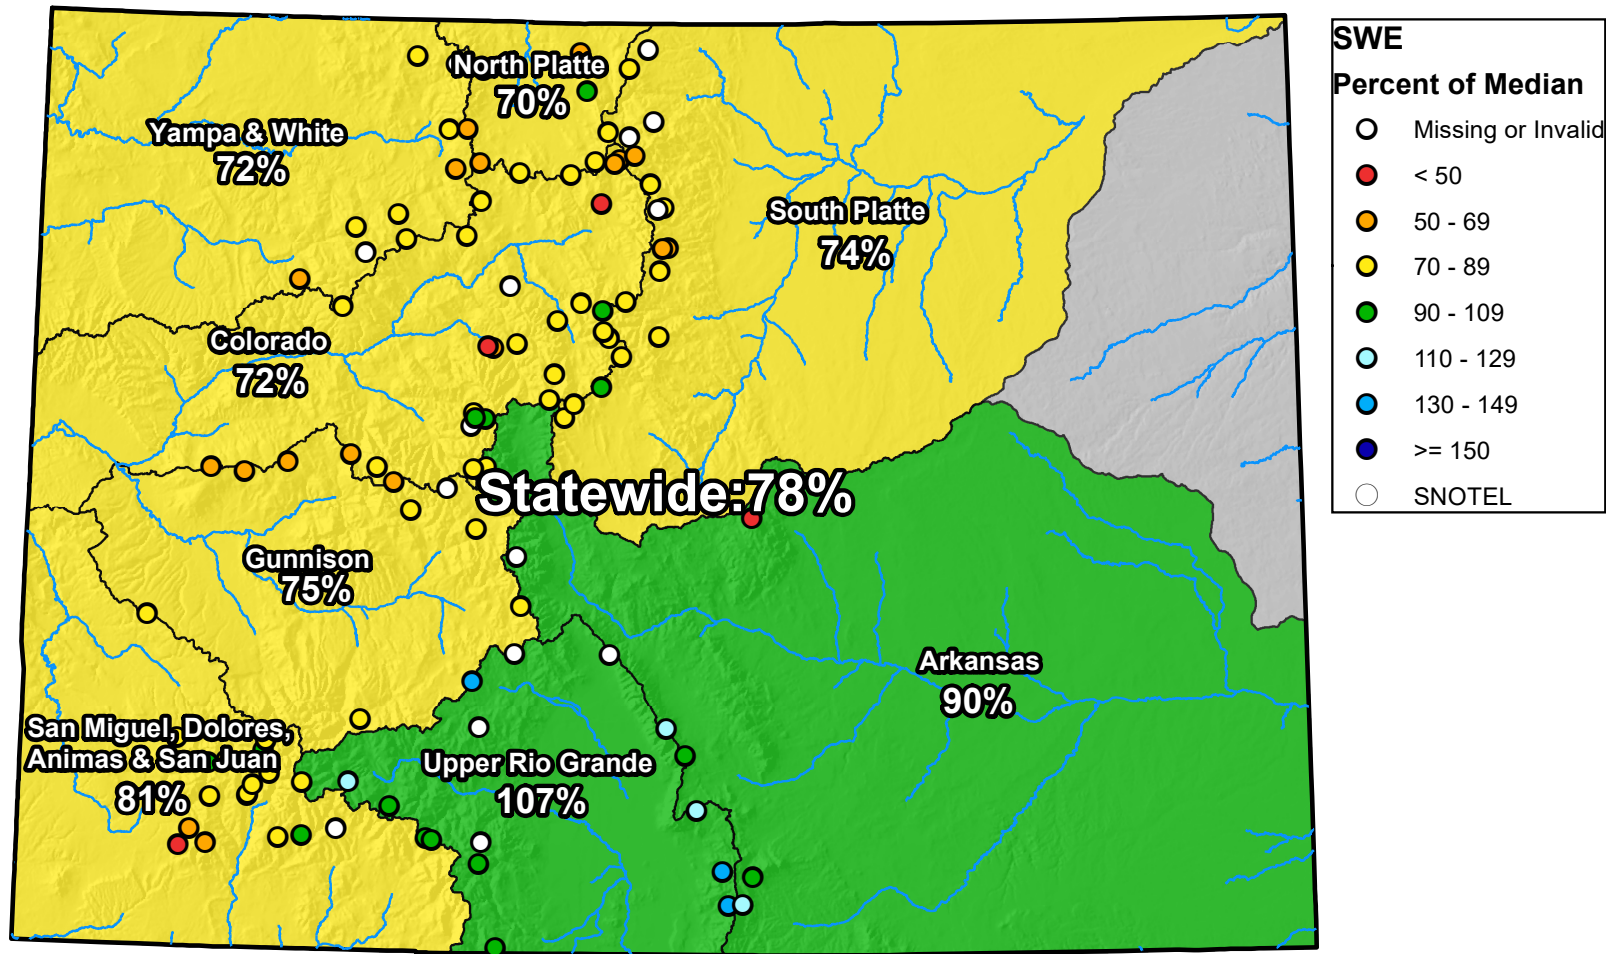 North Platte
70%
Yampa & White
72%
South Platte
74%
Colorado
72%
Statewide:78%
Gunnison
75%
Arkansas
90%
San Miguel, Dolores,
Animas & San Juan
81%
Upper Rio Grande
107%
SWE
Percent of Median
Missing or Invalid
< 50
50 - 69
70 - 89
90 - 109
110 - 129
130 - 149
>= 150
SNOTEL